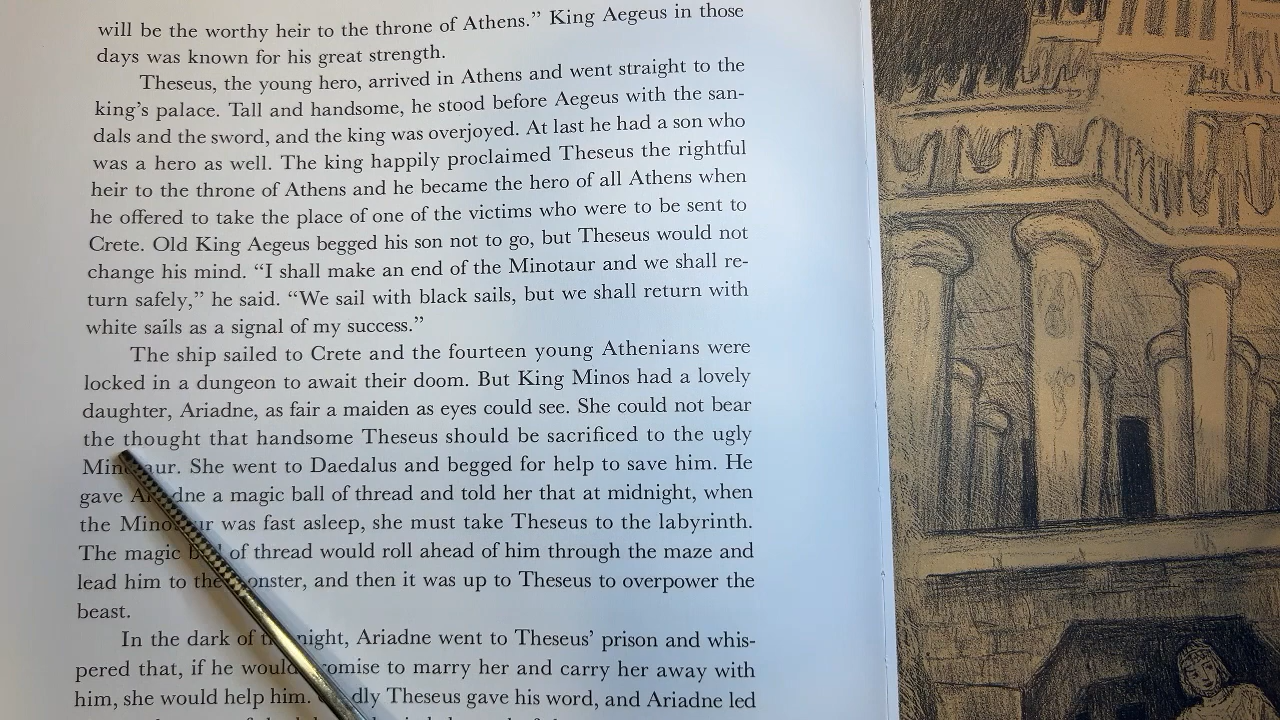 will be the worthy heir to the throne of Athens.” King Aegeus in those
days was known for his great strength.
Theseus, the young hero, arrived in Athens and went straight to the
king’s palace. Tall and handsome, he stood before Aegeus with the san-
dals and the sword, and the king was overjoyed. At last he had a son who
was a hero as well. The king happily proclaimed Theseus the rightful
heir to the throne of Athens and he became the hero of all Athens when
he offered to take the place of one of the victims who were to be sent to
Crete. Old King Aegeus begged his son not to go, but Theseus would not
change his mind. “I shall make an end of the Minotaur and we shall re-
turn safely,” he said. “We sail with black sails, but we shall return with
white sails as a signal of my success.”
The ship sailed to Crete and the fourteen young Athenians were
locked in a dungeon to await their doom. But King Minos had a lovely
daughter, Ariadne, as fair a maiden as eyes could see. She could not bear
the thought that handsome Theseus should be sacrificed to the ugly
Minotaur. She went to Daedalus and begged for help to save him. He
gave Ariadne a magic ball of thread and told her that at midnight, when
the Minotaur was fast asleep, she must take Theseus to the labyrinth.
The magic ball of thread would roll ahead of him through the maze and
lead him to the monster, and then it was up to Theseus to overpower the
beast.
In the dark of the night, Ariadne went to Theseus’ prison and whis-
pered that, if he would promise to marry her and carry her away with
him, she would help him. Gladly Theseus gave his word, and Ariadne led